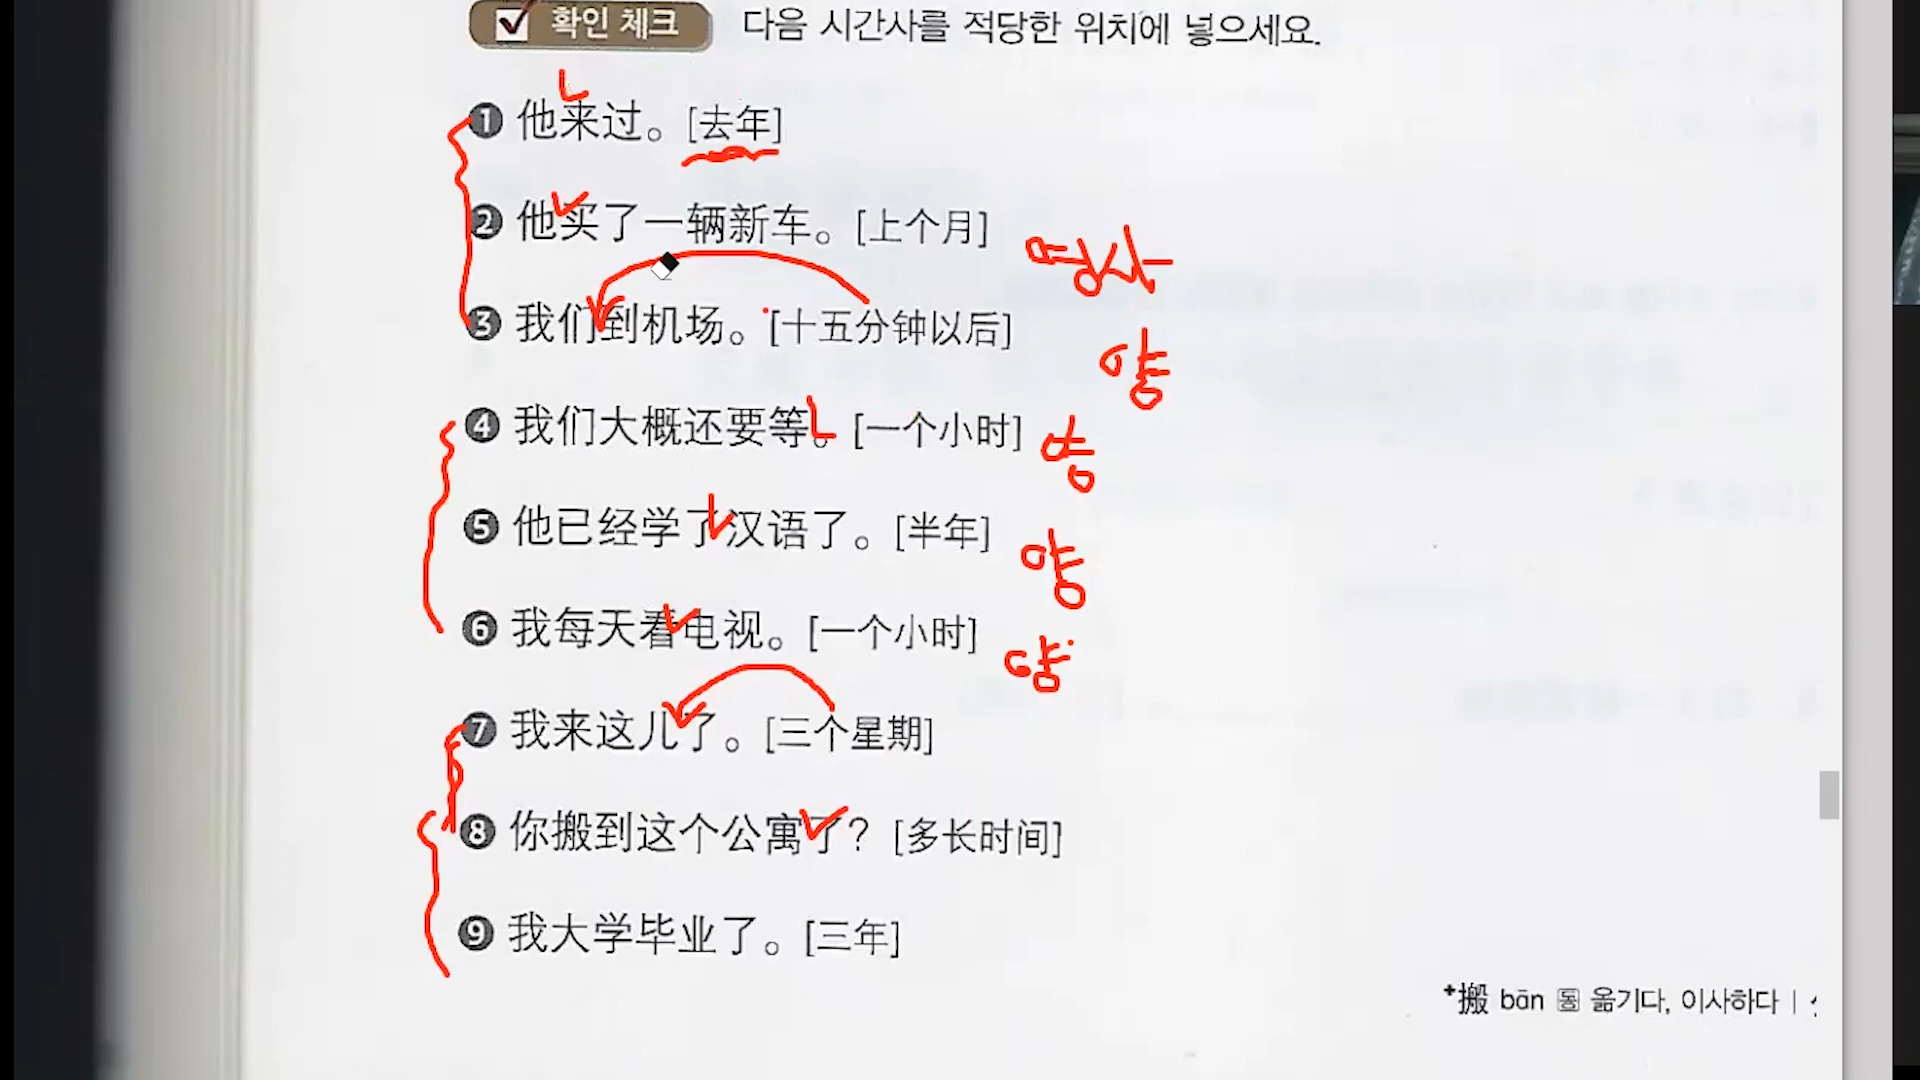 확인 체크 다음 시간사를 적당한 위치에 넣으세요.
❶ 他来过。[去年]
❷ 他买了一辆新车。[上个月]
❸ 我们到机场。[十五分钟以后]
양
❹ 我们大概还要等。[一个小时]
양
❺ 他已经学了汉语了。[半年]
양
❻ 我每天看电视。[一个小时]
양
❼ 我来这儿了。[三个星期]
❽ 你搬到这个公寓了？[多长时间]
❾ 我大学毕业了。[三年]
+搬 bān 동 옮기다, 이사하다 |